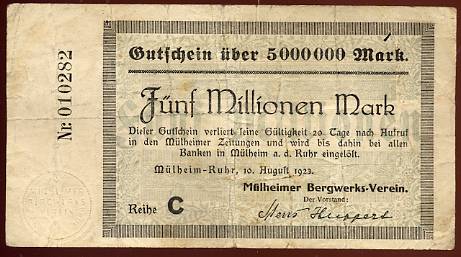 Nr. 010282
Gutschein über 5000000 Mark.
Fünf Millionen Mark
Dieser Gutschein verliert seine Gültigkeit 20 Tage nach Aufruf
in den Mülheimer Zeitungen und wird bis dahin bei allen
Banken in Mülheim a. d. Ruhr eingelöst.
Mülheim-Ruhr, 10. August 1923.
Mülheimer Bergwerks-Verein.
Der Vorstand:
Reihe C